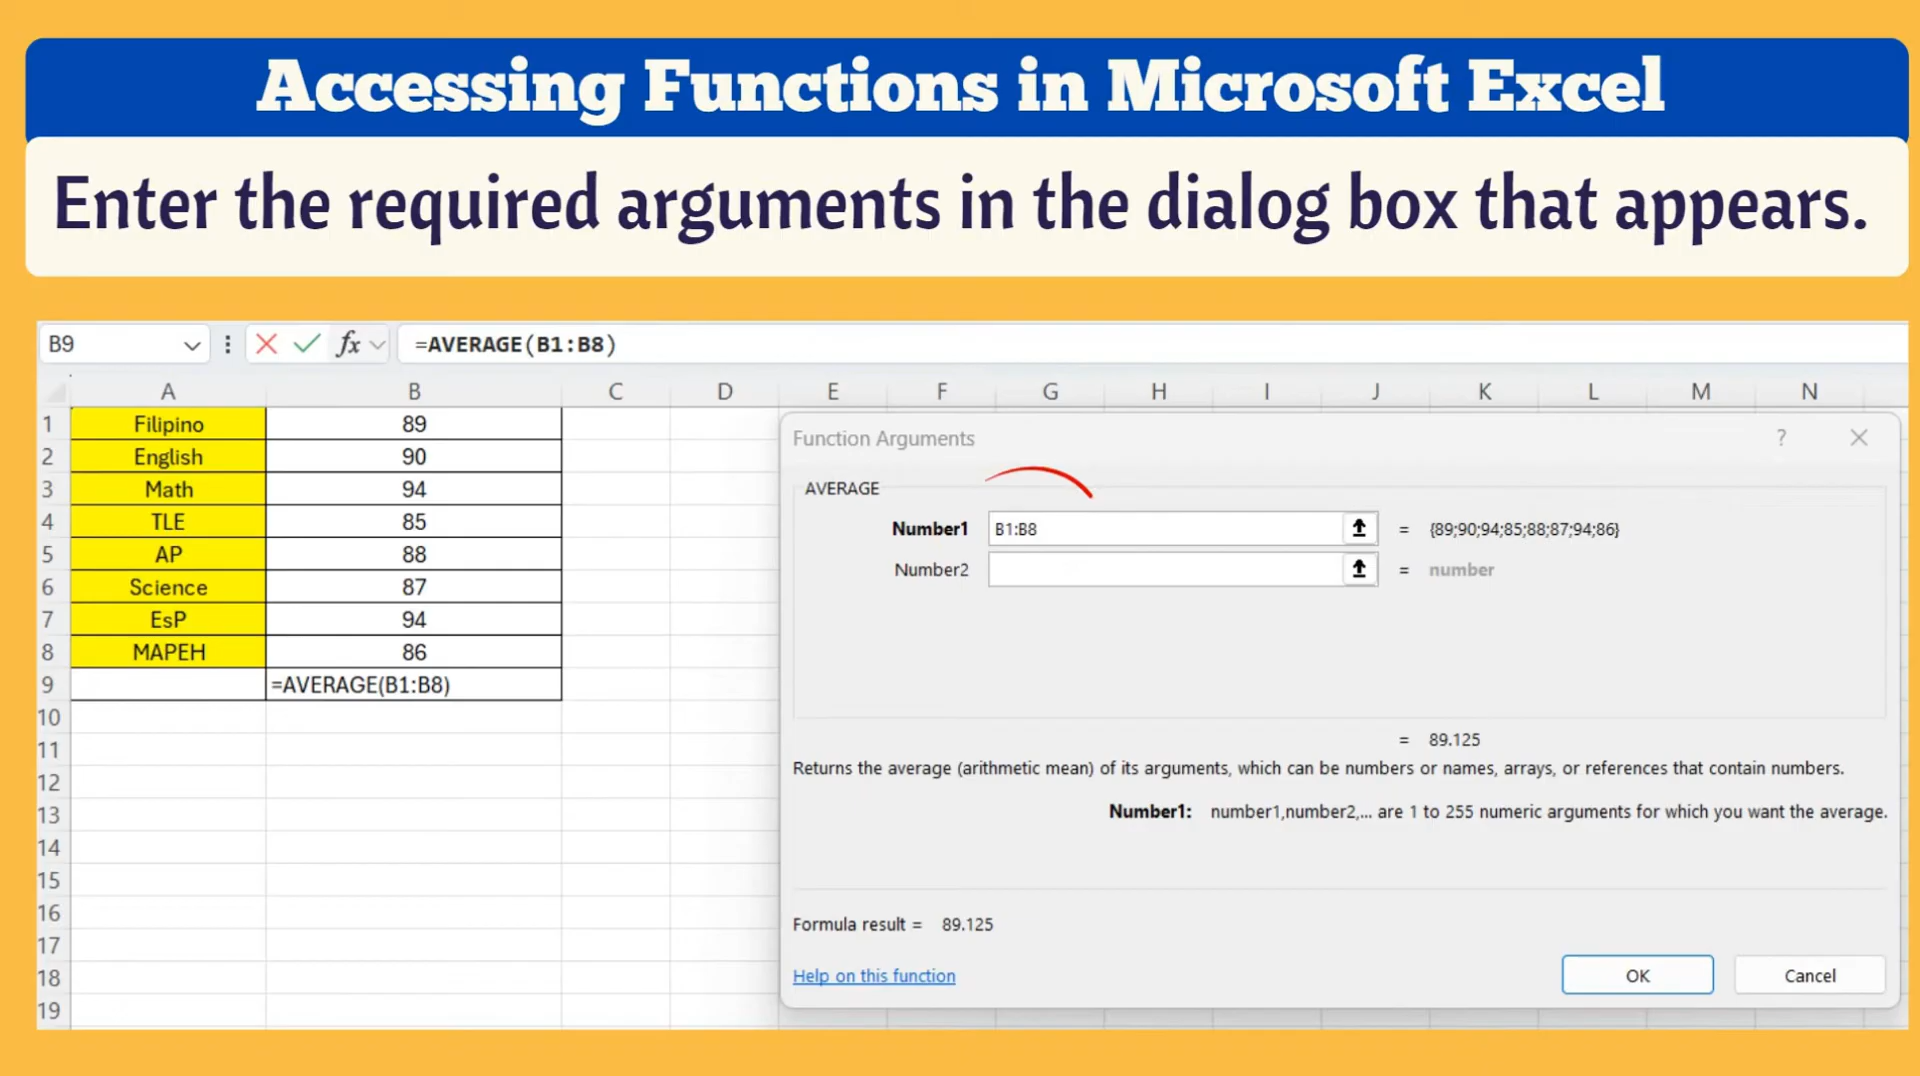 Accessing Functions in Microsoft Excel
Enter the required arguments in the dialog box that appears.
B9 fx =AVERAGE(B1:B8)
A B C D E F G H I J K L M N
1 Filipino 89
2 English 90
3 Math 94
4 TLE 85
5 AP 88
6 Science 87
7 EsP 94
8 MAPEH 86
9 =AVERAGE(B1:B8)
10
11
12
13
14
15
16
17
18
19
Function Arguments ?
AVERAGE
Number1 B1:B8 = {89;90;94;85;88;87;94;86}
Number2 = number
= 89.125
Returns the average (arithmetic mean) of its arguments, which can be numbers or names, arrays, or references that contain numbers.
Number1: number1,number2,... are 1 to 255 numeric arguments for which you want the average.
Formula result = 89.125
Help on this function OK Cancel